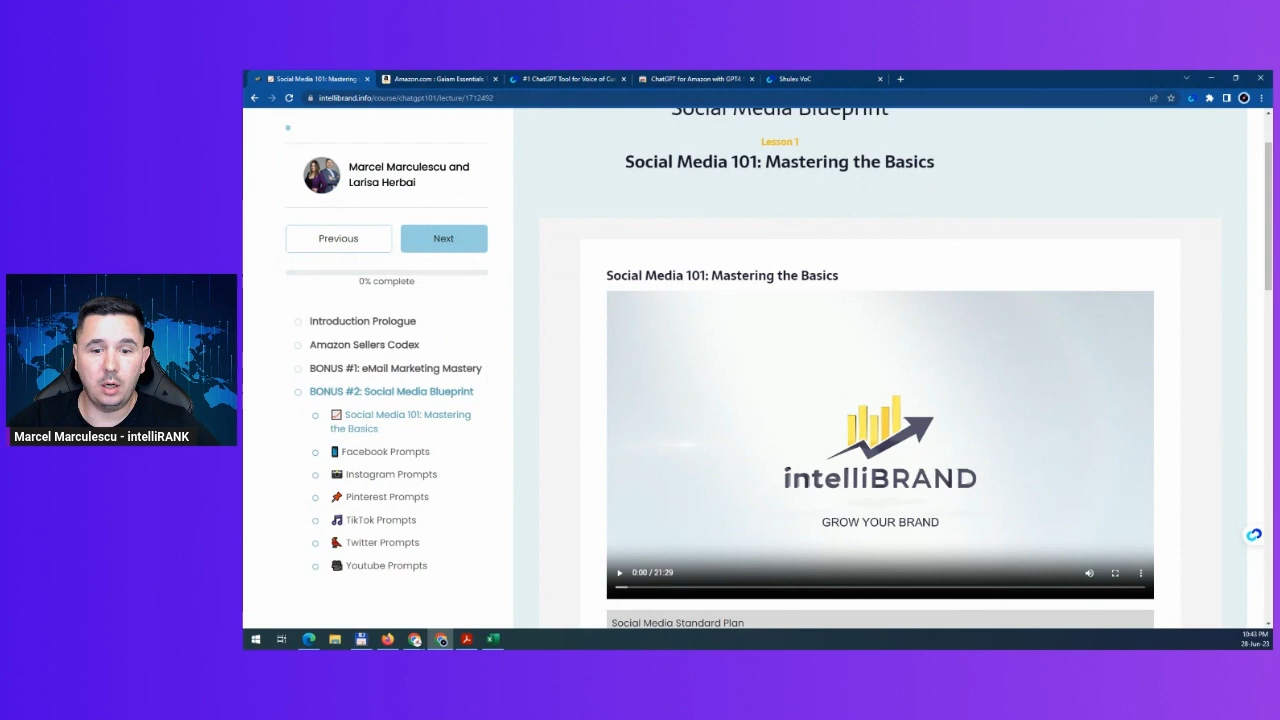 Social Media 101: Mastering
Amazon.com : Gaiam Essentials
#1 ChatGPT Tool for Voice of Cu
ChatGPT for Amazon with GPT4
Shulex VoC
intellibrand.info/course/chatgpt101/lecture/1712492
Social Media Blueprint
Lesson 1
Social Media 101: Mastering the Basics
Marcel Marculescu and
Larisa Herbai
Previous
Next
0% complete
Introduction Prologue
Amazon Sellers Codex
BONUS #1: eMail Marketing Mastery
BONUS #2: Social Media Blueprint
Social Media 101: Mastering
the Basics
Facebook Prompts
Instagram Prompts
Pinterest Prompts
TikTok Prompts
Twitter Prompts
Youtube Prompts
Social Media 101: Mastering the Basics
intelliBRAND
GROW YOUR BRAND
0:00 / 21:29
Social Media Standard Plan
Marcel Marculescu - intelliRANK
10:43 PM
28-Jun-23